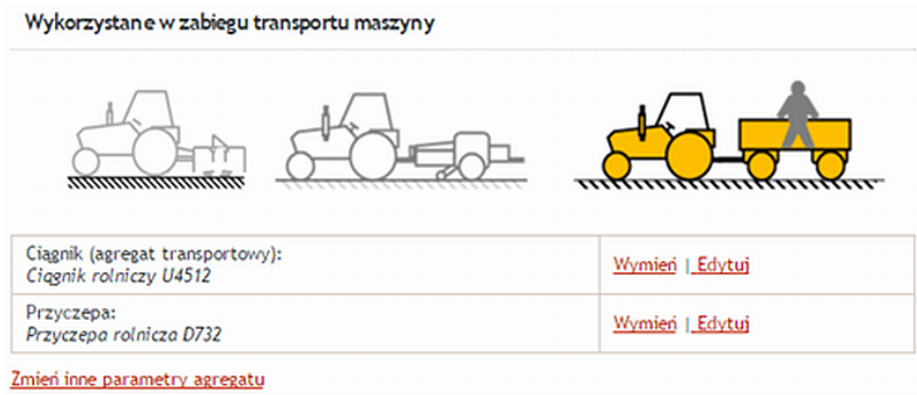 Wykorzystane w zabiegu transportu maszyny
Ciągnik (agregat transportowy):
Ciągnik rolniczy U4512
Wymień | Edytuj
Przyczepa:
Przyczepa rolnicza D732
Wymień | Edytuj
Zmień inne parametry agregatu